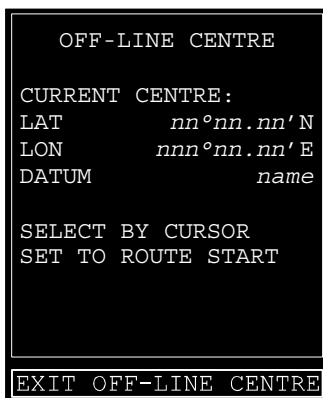 OFF-LINE CENTRE
CURRENT CENTRE:
LAT nn°nn.nn'N
LON nnn°nn.nn'E
DATUM name
SELECT BY CURSOR
SET TO ROUTE START
EXIT OFF-LINE CENTRE